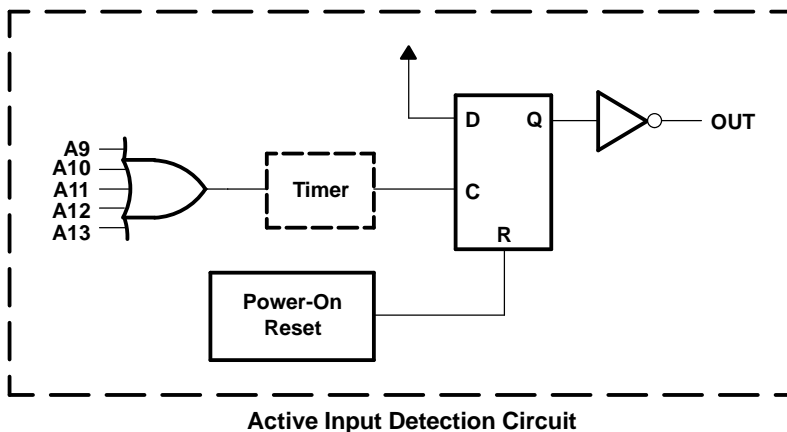 A9
A10
A11
A12
A13
Timer
D
Q
C
R
OUT
Power-On
Reset
Active Input Detection Circuit